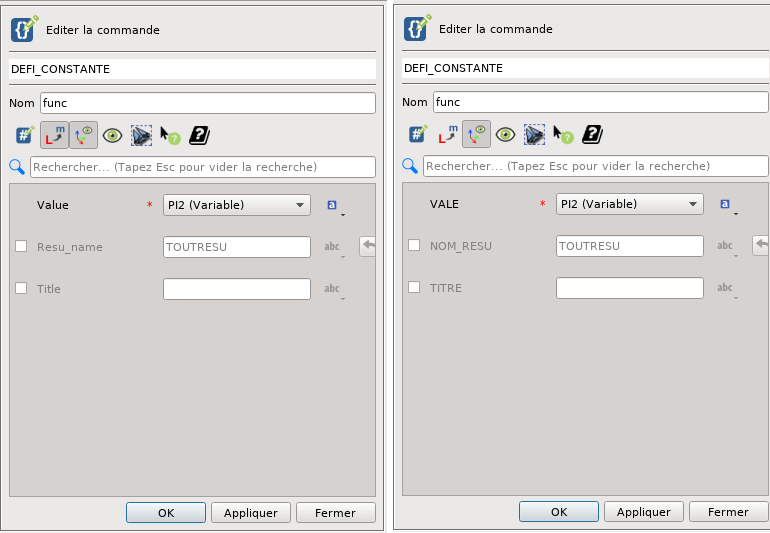 Editer la commande
DEFI_CONSTANTE
Nom func
Rechercher... (Tapez Esc pour vider la recherche)
Value * PI2 (Variable) a
Resu_name TOUTRESU abc
Title abc
OK Appliquer Fermer
Editer la commande
DEFI_CONSTANTE
Nom func
Rechercher... (Tapez Esc pour vider la recherche)
VALE * PI2 (Variable) a
NOM_RESU TOUTRESU abc
TITRE abc
OK Appliquer Fermer